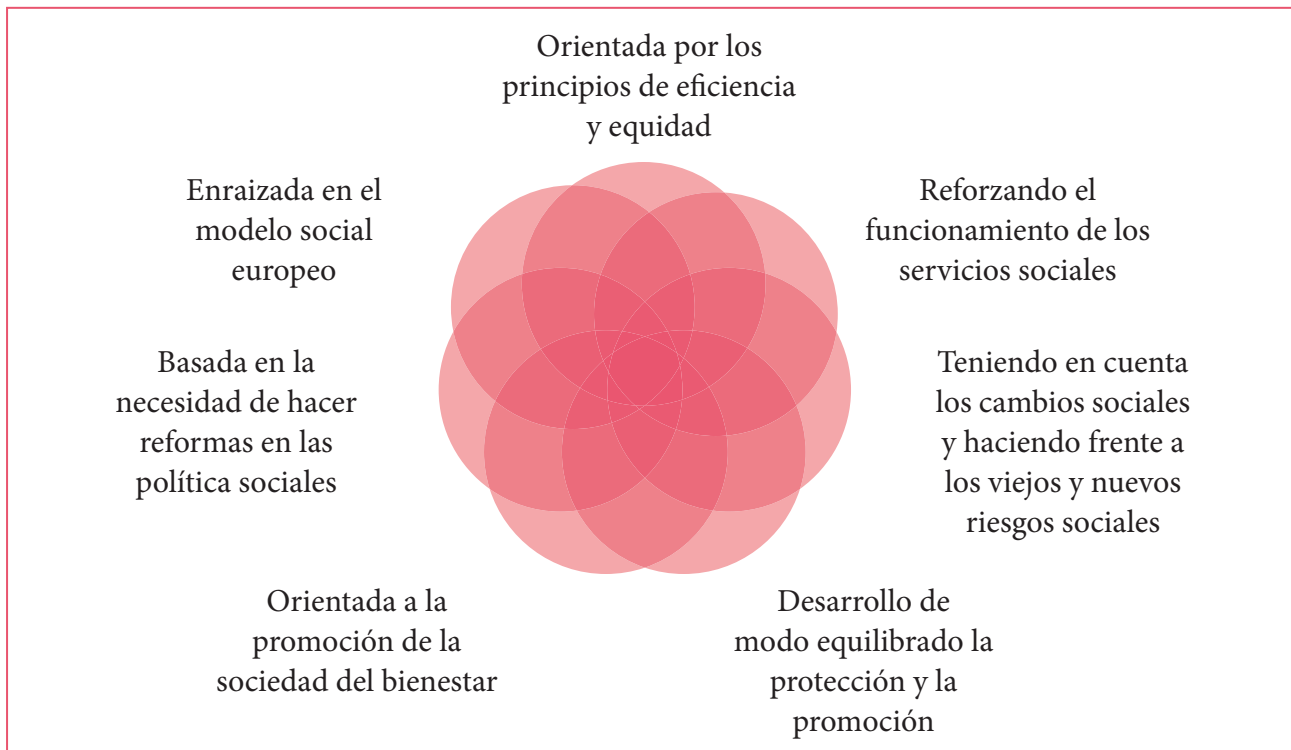 Orientada por los
principios de eficiencia
y equidad
Enraizada en el
modelo social
europeo
Reforzando el
funcionamiento de los
servicios sociales
Basada en la
necesidad de hacer
reformas en las
política sociales
Teniendo en cuenta
los cambios sociales
y haciendo frente a
los viejos y nuevos
riesgos sociales
Orientada a la
promoción de la
sociedad del bienestar
Desarrollo de
modo equilibrado la
protección y la
promoción